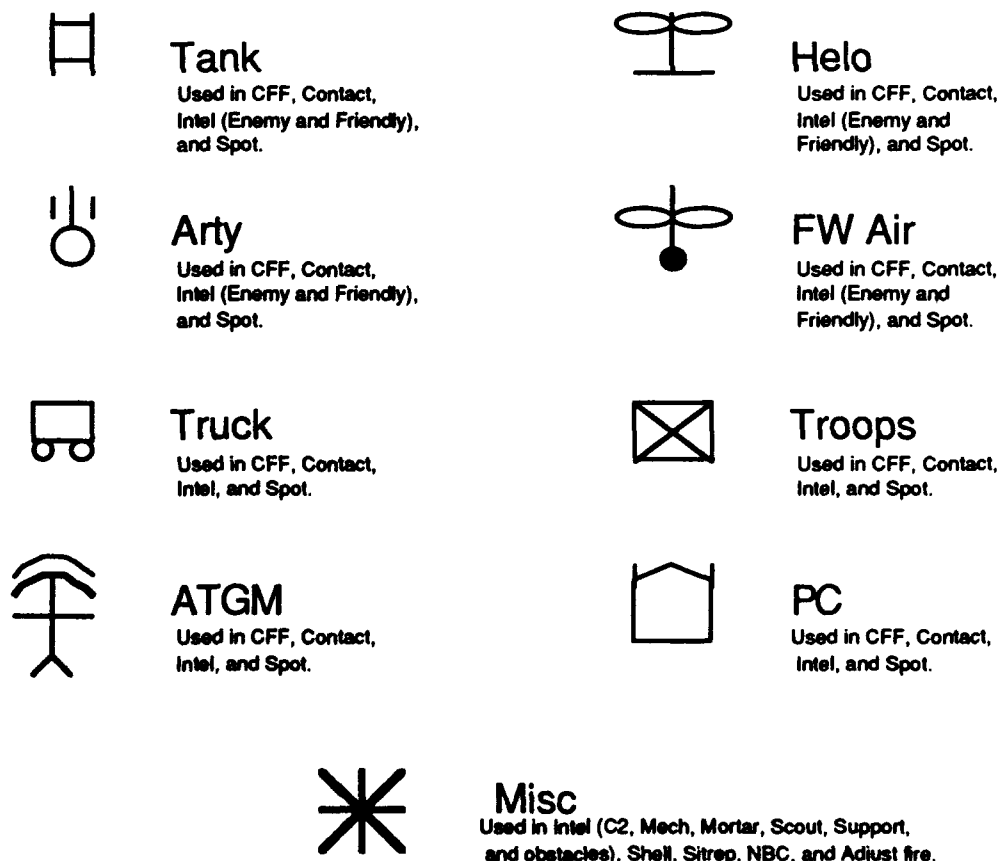 Tank
Used in CFF, Contact,
Intel (Enemy and Friendly),
and Spot.
Helo
Used in CFF, Contact,
Intel (Enemy and
Friendly), and Spot.
Arty
Used in CFF, Contact,
Intel (Enemy and Friendly),
and Spot.
FW Air
Used in CFF, Contact,
Intel (Enemy and
Friendly), and Spot.
Truck
Used in CFF, Contact,
Intel, and Spot.
Troops
Used in CFF, Contact,
Intel, and Spot.
ATGM
Used in CFF, Contact,
Intel, and Spot.
PC
Used in CFF, Contact,
Intel, and Spot.
Misc
Used in Intel (C2, Mech, Mortar, Scout, Support,
and obstacles), Shell, Sitrep, NBC, and Adjust fire.